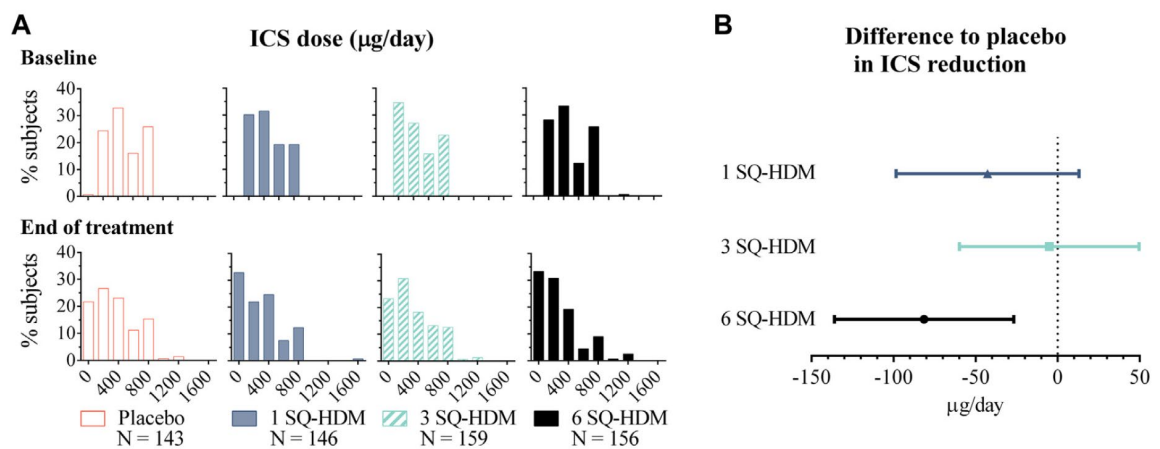 A
ICS dose (μg/day)
Baseline
% subjects
40
30
20
10
0
End of treatment
% subjects
40
30
20
10
0
0 400 800 1200 1600
0 400 800 1200 1600
0 400 800 1200 1600
0 400 800 1200 1600
Placebo
N = 143
1 SQ-HDM
N = 146
3 SQ-HDM
N = 159
6 SQ-HDM
N = 156
B
Difference to placebo
in ICS reduction
1 SQ-HDM
3 SQ-HDM
6 SQ-HDM
-150 -100 -50 0 50
μg/day